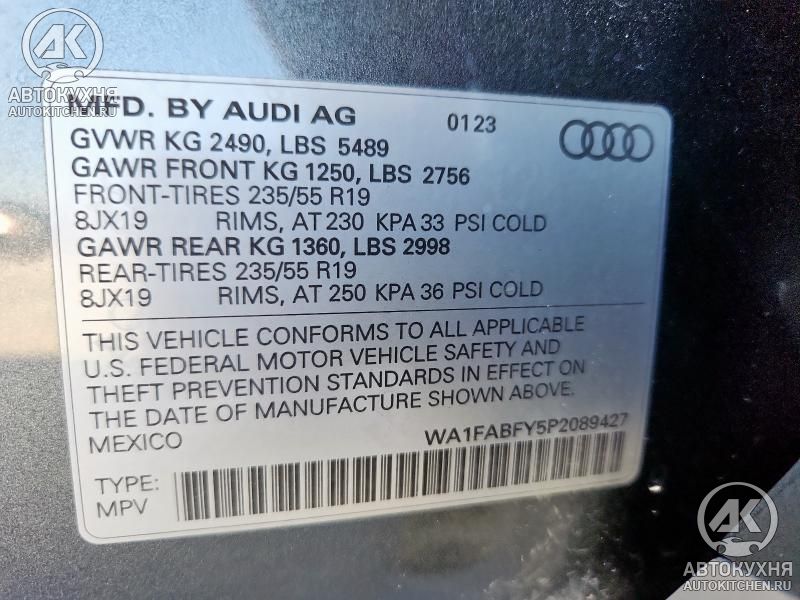 АК
АВТОКУХНЯ
AUTOKITCHEN.RU
MFD. BY AUDI AG 0123
GVWR KG 2490, LBS 5489
GAWR FRONT KG 1250, LBS 2756
FRONT-TIRES 235/55 R19
8JX19 RIMS, AT 230 KPA 33 PSI COLD
GAWR REAR KG 1360, LBS 2998
REAR-TIRES 235/55 R19
8JX19 RIMS, AT 250 KPA 36 PSI COLD
THIS VEHICLE CONFORMS TO ALL APPLICABLE
U.S. FEDERAL MOTOR VEHICLE SAFETY AND
THEFT PREVENTION STANDARDS IN EFFECT ON
THE DATE OF MANUFACTURE SHOWN ABOVE.
MEXICO WA1FABFY5P2089427
TYPE:
MPV
АК
АВТОКУХНЯ
AUTOKITCHEN.RU